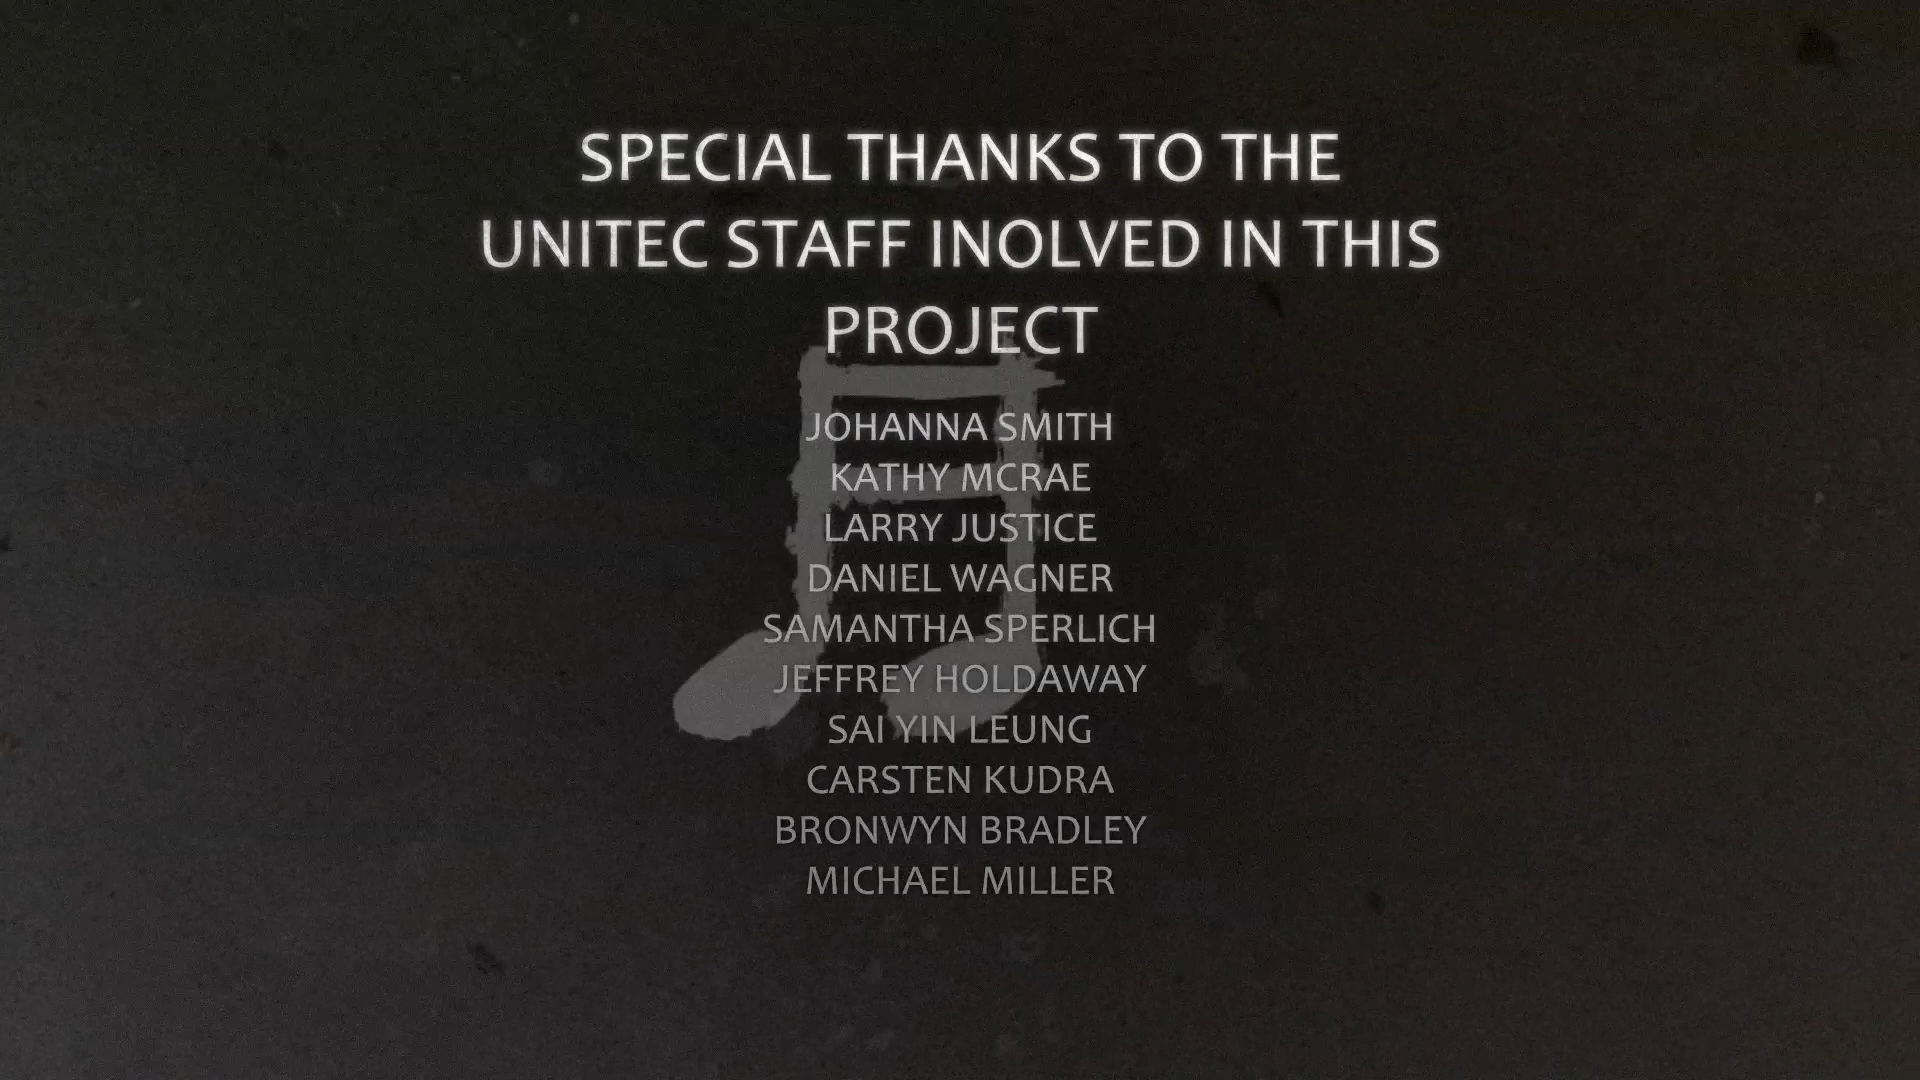 SPECIAL THANKS TO THE
UNITEC STAFF INOLVED IN THIS
PROJECT
JOHANNA SMITH
KATHY MCRAE
LARRY JUSTICE
DANIEL WAGNER
SAMANTHA SPERLICH
JEFFREY HOLDAWAY
SAI YIN LEUNG
CARSTEN KUDRA
BRONWYN BRADLEY
MICHAEL MILLER